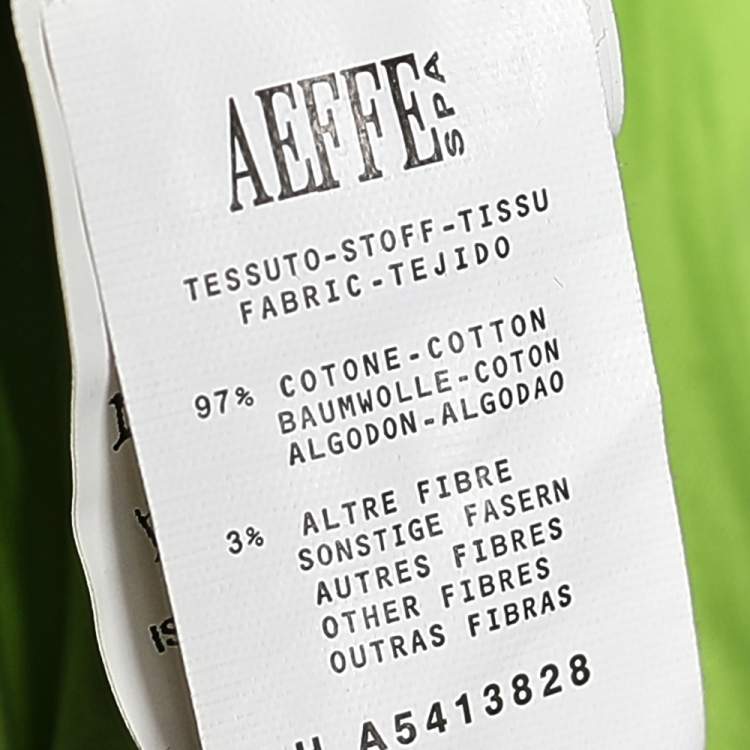 AEFFE SPA
TESSUTO-STOFF-TISSU
FABRIC-TEJIDO
97% COTONE-COTTON
BAUMWOLLE-COTON
ALGODON-ALGODAO
3% ALTRE FIBRE
SONSTIGE FASERN
AUTRES FIBRES
OTHER FIBRES
OUTRAS FIBRAS
A5413828